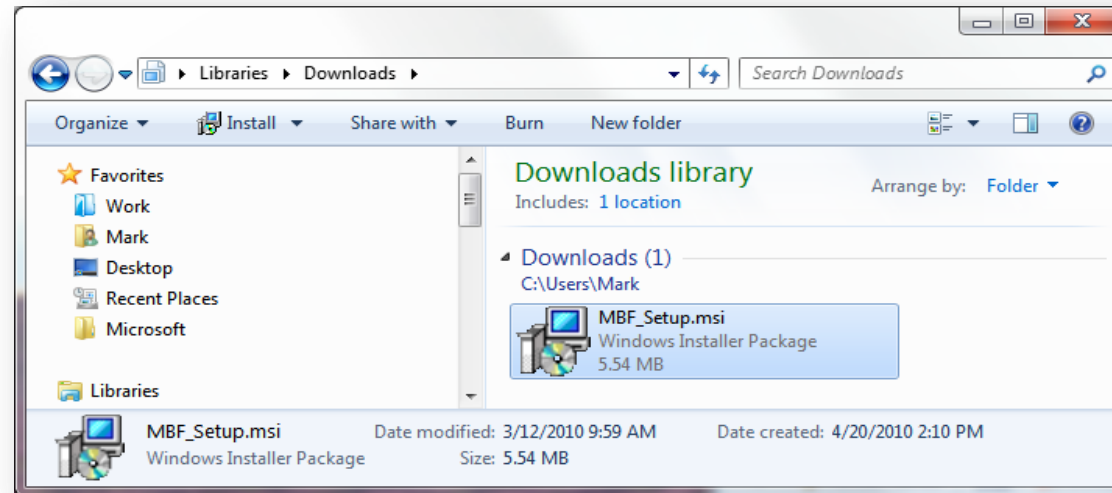 Libraries Downloads
Search Downloads
Organize Install Share with Burn New folder
Favorites
Work
Mark
Desktop
Recent Places
Microsoft
Libraries
Downloads library
Includes: 1 location
Arrange by: Folder
Downloads (1)
C:\Users\Mark
MBF_Setup.msi
Windows Installer Package
5.54 MB
MBF_Setup.msi Date modified: 3/12/2010 9:59 AM Date created: 4/20/2010 2:10 PM
Windows Installer Package Size: 5.54 MB